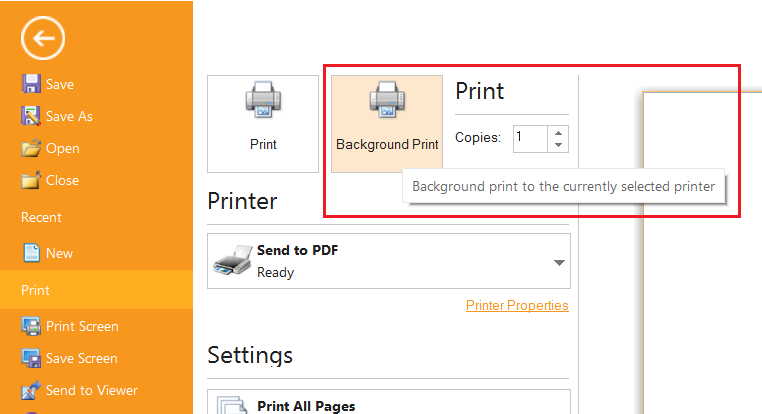 Save
Save As
Open
Close
Recent
New
Print
Print Screen
Save Screen
Send to Viewer
Print
Background Print
Print
Copies:
1
Background print to the currently selected printer
Printer
Send to PDF
Ready
Printer Properties
Settings
Print All Pages